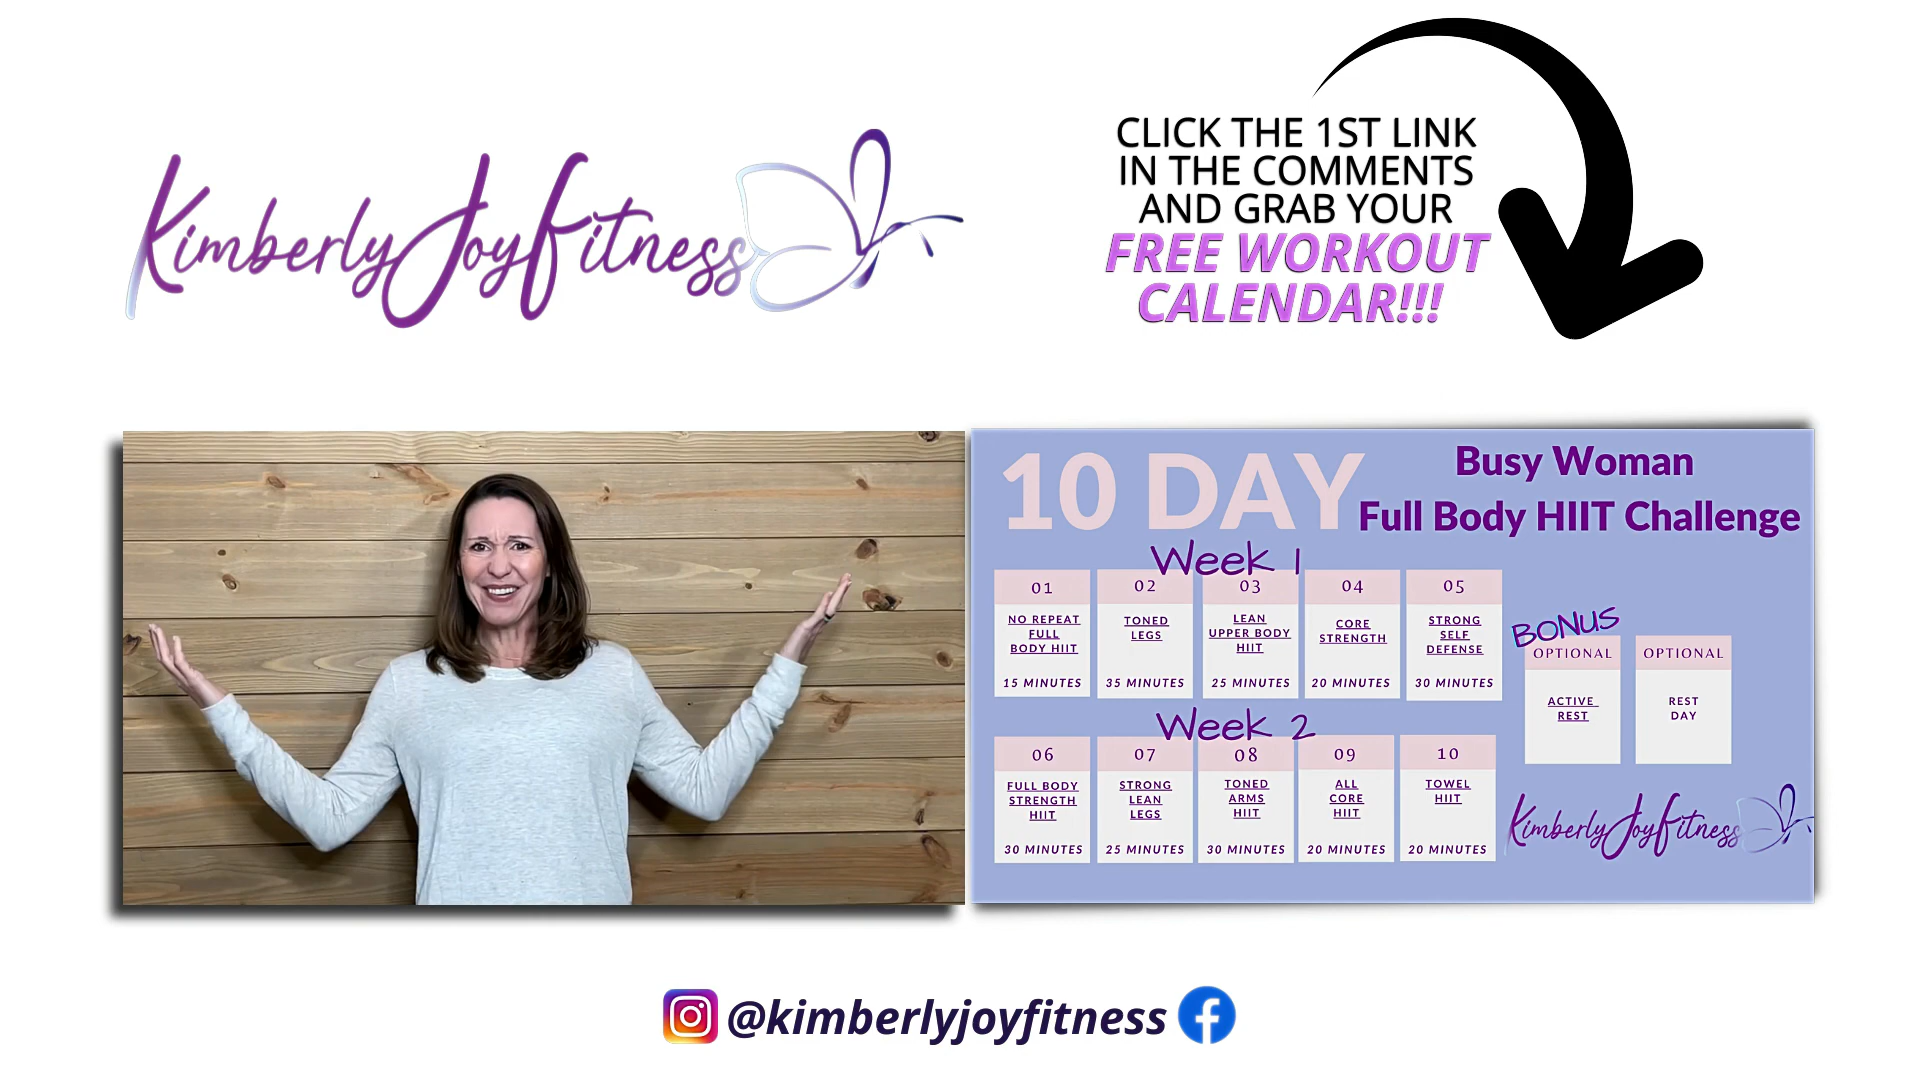 KimberlyJoyFitness
CLICK THE 1ST LINK
IN THE COMMENTS
AND GRAB YOUR
FREE WORKOUT
CALENDAR!!!
10 DAY
Busy Woman
Full Body HIIT Challenge
Week 1
01
NO REPEAT
FULL
BODY HIIT
15 MINUTES
02
TONED
LEGS
35 MINUTES
03
LEAN
UPPER BODY
HIIT
25 MINUTES
04
CORE
STRENGTH
20 MINUTES
05
STRONG
SELF
DEFENSE
30 MINUTES
BONUS
OPTIONAL
ACTIVE
REST
OPTIONAL
REST
DAY
Week 2
06
FULL BODY
STRENGTH
HIIT
30 MINUTES
07
STRONG
LEAN
LEGS
25 MINUTES
08
TONED
ARMS
HIIT
30 MINUTES
09
ALL
CORE
HIIT
20 MINUTES
10
TOWEL
HIIT
20 MINUTES
KimberlyJoyFitness
@kimberlyjoyfitness